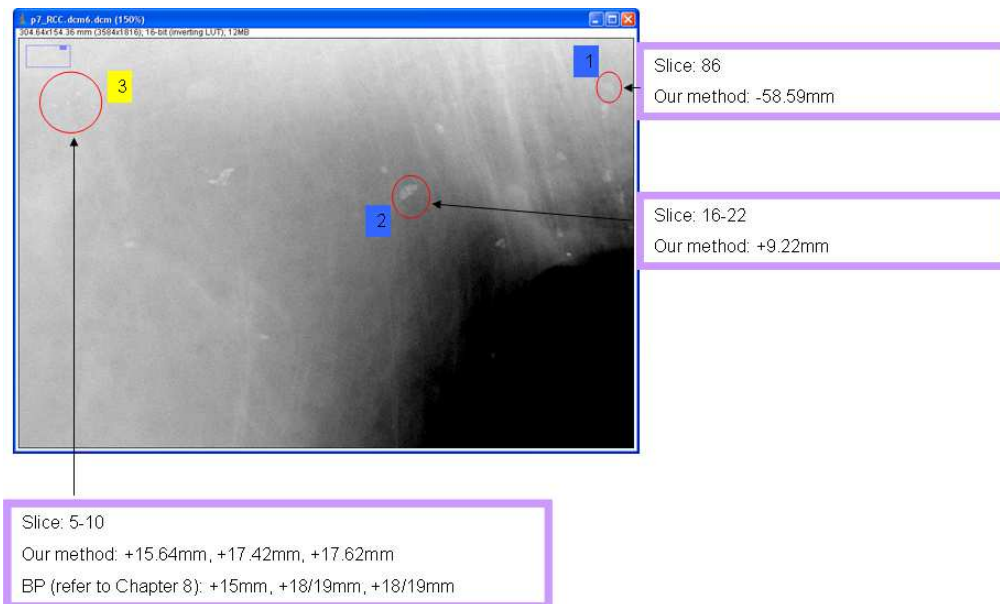 p7_RCC.dcm6.dcm (150%)
304.64x154.36 mm (3584x1816); 16-bit (inverting LUT); 12MB
3
1
2
Slice: 86
Our method: -58.59mm
Slice: 16-22
Our method: +9.22mm
Slice: 5-10
Our method: +15.64mm, +17.42mm, +17.62mm
BP (refer to Chapter 8): +15mm, +18/19mm, +18/19mm